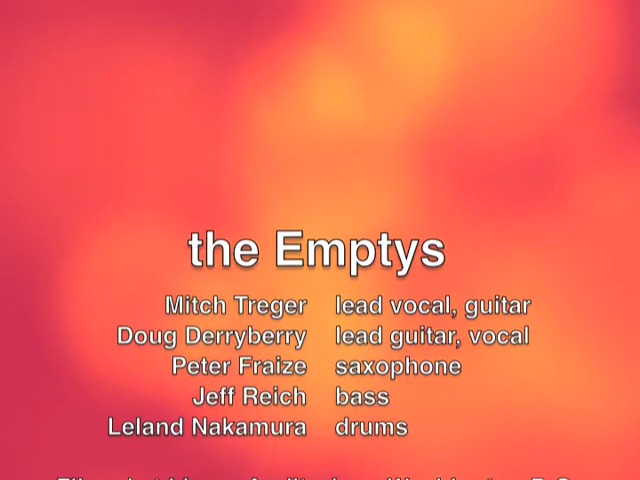 the Emptys
Mitch Treger lead vocal, guitar
Doug Derryberry lead guitar, vocal
Peter Fraize saxophone
Jeff Reich bass
Leland Nakamura drums